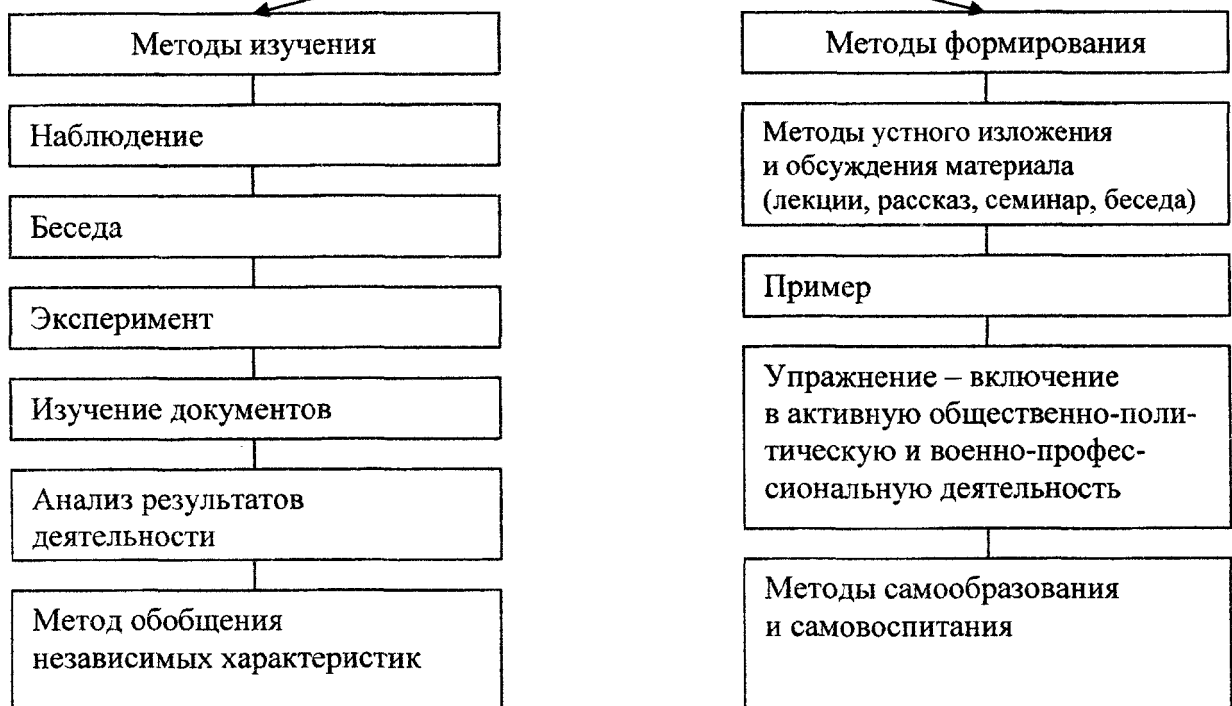 Методы изучения
Наблюдение
Беседа
Эксперимент
Изучение документов
Анализ результатов
деятельности
Метод обобщения
независимых характеристик
Методы формирования
Методы устного изложения
и обсуждения материала
(лекции, рассказ, семинар, беседа)
Пример
Упражнение – включение
в активную общественно-поли-
тическую и военно-профес-
сиональную деятельность
Методы самообразования
и самовоспитания